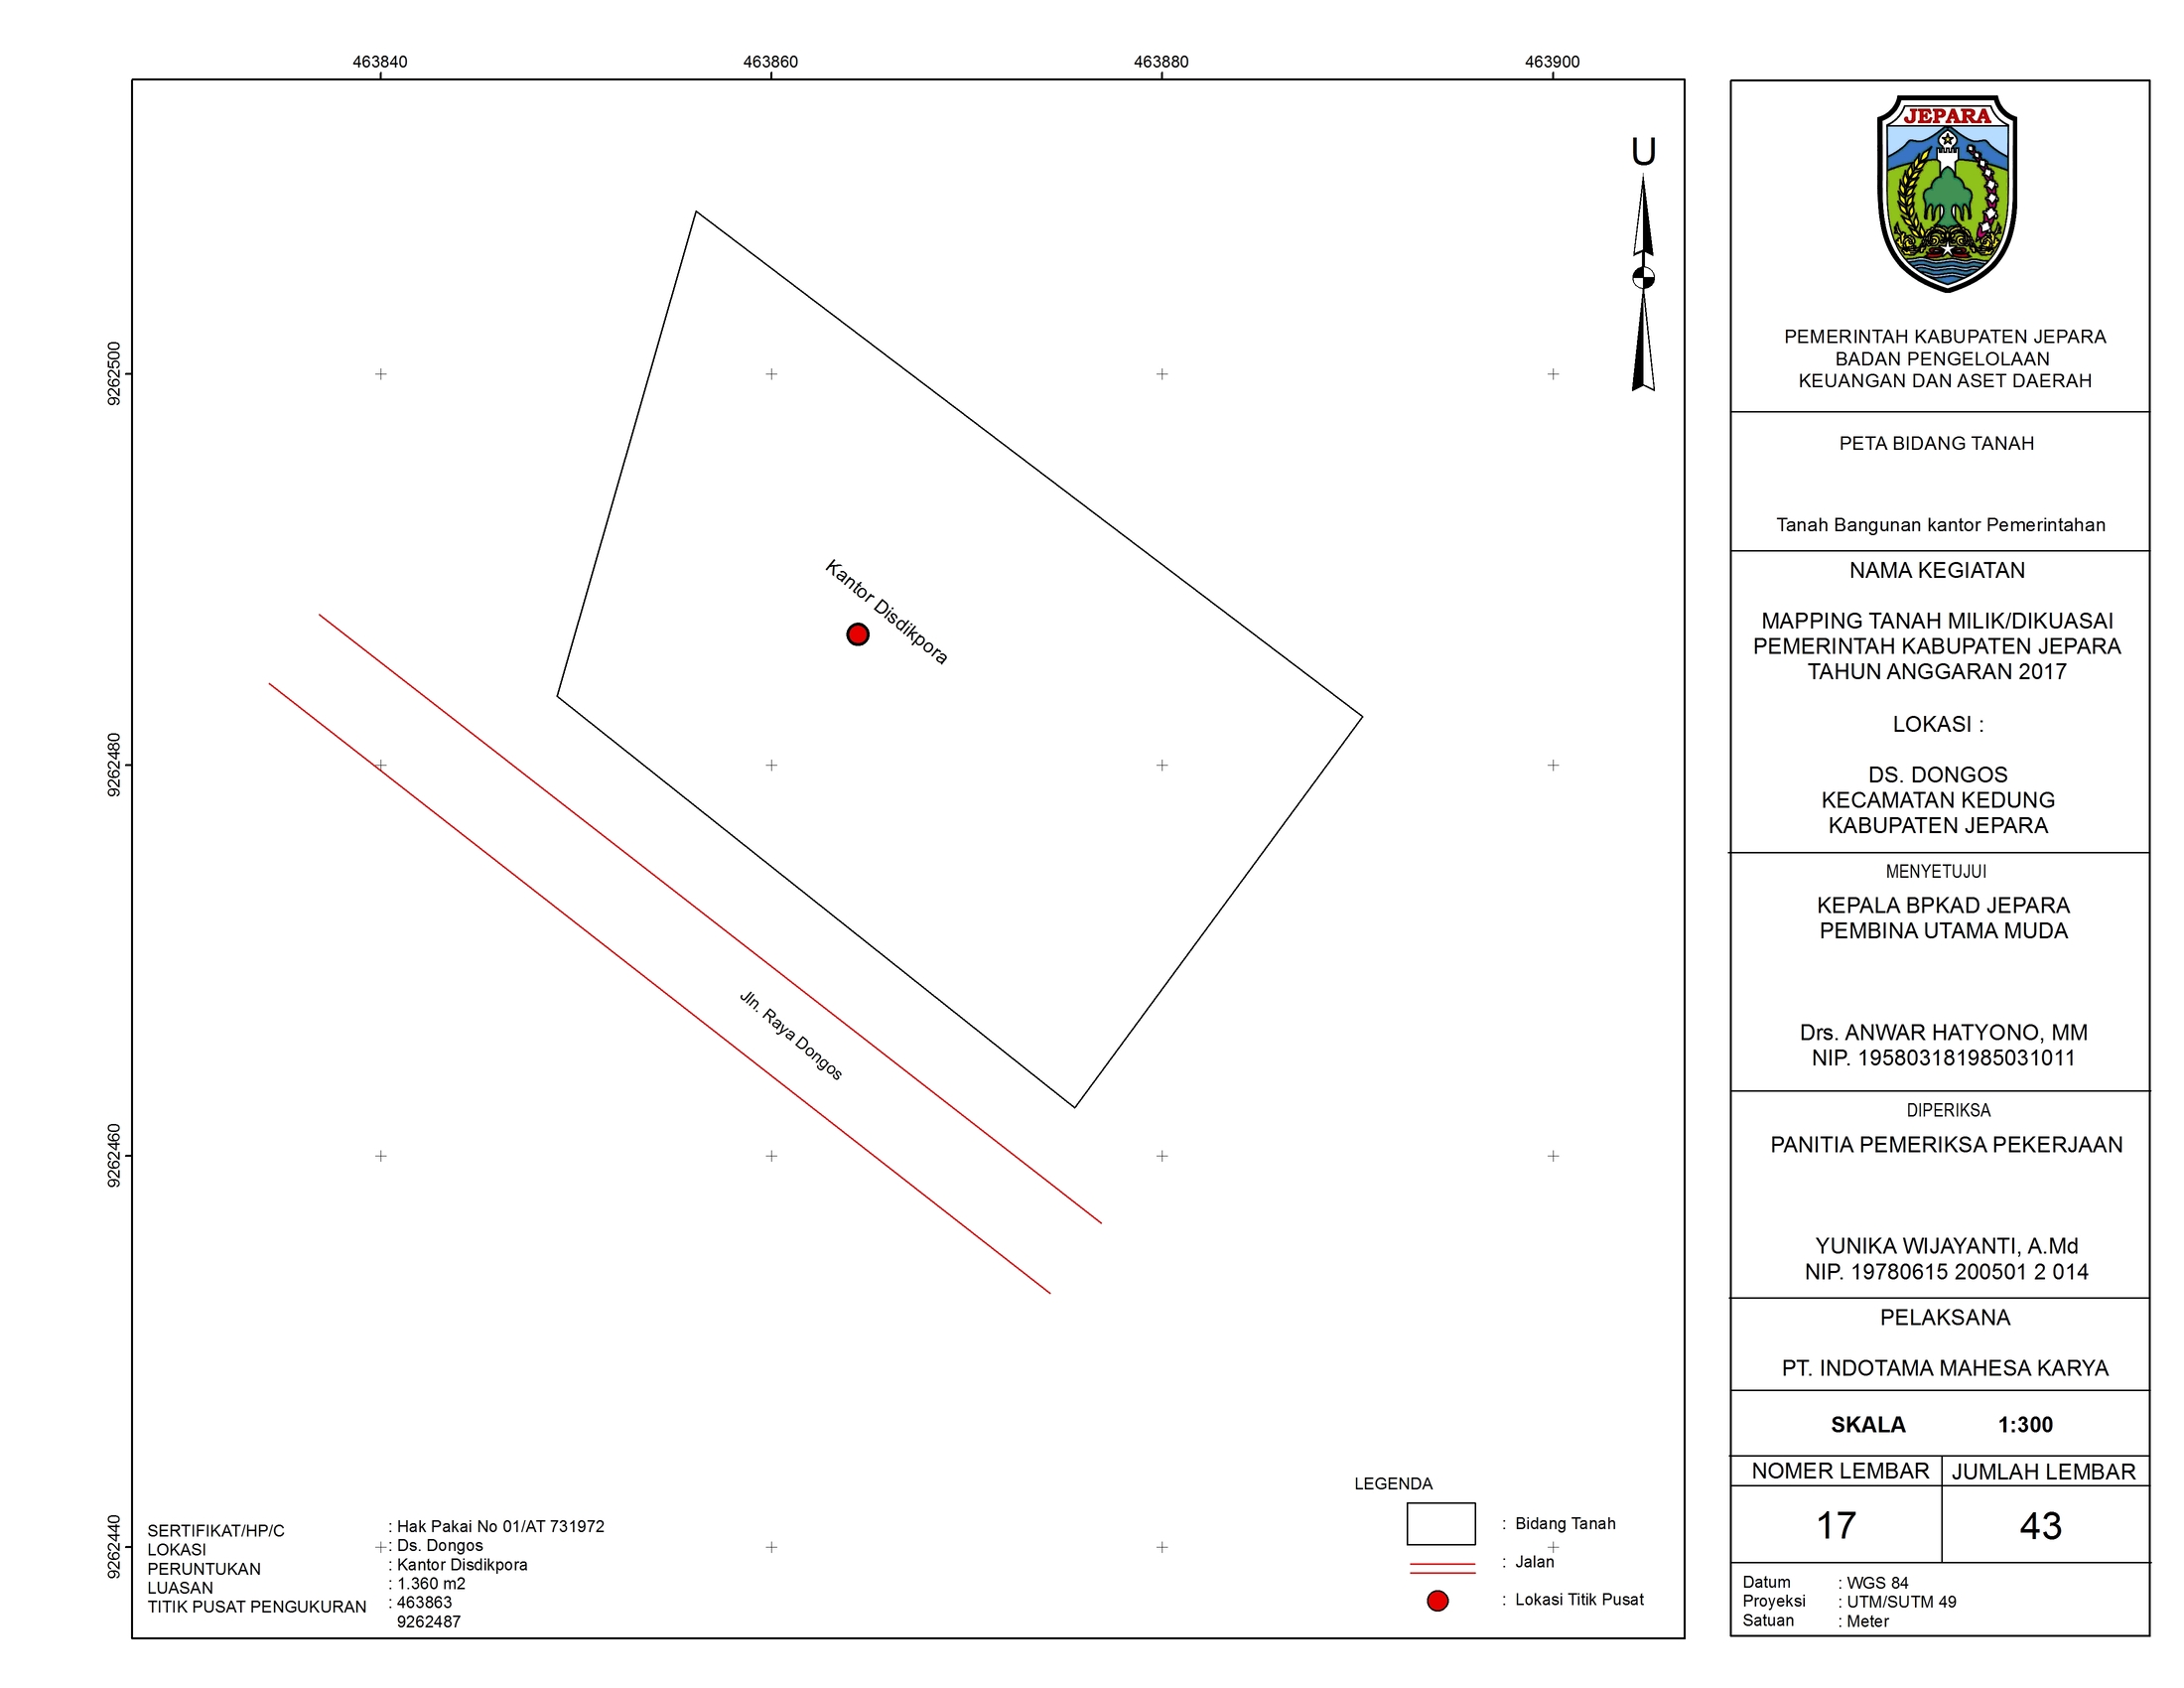 463840 463860 463880 463900
9262500
9262480
9262460
9262440
U
Kantor Disdikpora
Jln. Raya Dongos
SERTIFIKAT/HP/C : Hak Pakai No 01/AT 731972
LOKASI : Ds. Dongos
PERUNTUKAN : Kantor Disdikpora
LUASAN : 1.360 m2
TITIK PUSAT PENGUKURAN : 463863
9262487
LEGENDA
: Bidang Tanah
: Jalan
: Lokasi Titik Pusat
JEPARA
PEMERINTAH KABUPATEN JEPARA
BADAN PENGELOLAAN
KEUANGAN DAN ASET DAERAH
PETA BIDANG TANAH
Tanah Bangunan kantor Pemerintahan
NAMA KEGIATAN
MAPPING TANAH MILIK/DIKUASAI
PEMERINTAH KABUPATEN JEPARA
TAHUN ANGGARAN 2017
LOKASI :
DS. DONGOS
KECAMATAN KEDUNG
KABUPATEN JEPARA
MENYETUJUI
KEPALA BPKAD JEPARA
PEMBINA UTAMA MUDA
Drs. ANWAR HATYONO, MM
NIP. 195803181985031011
DIPERIKSA
PANITIA PEMERIKSA PEKERJAAN
YUNIKA WIJAYANTI, A.Md
NIP. 19780615 200501 2 014
PELAKSANA
PT. INDOTAMA MAHESA KARYA
SKALA 1:300
NOMER LEMBAR JUMLAH LEMBAR
17 43
Datum : WGS 84
Proyeksi : UTM/SUTM 49
Satuan : Meter